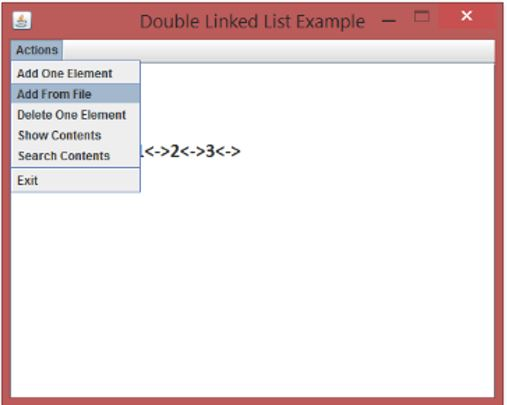 Double Linked List Example
Actions
Add One Element
Add From File
Delete One Element
Show Contents
<->2<->3<->
Search Contents
Exit